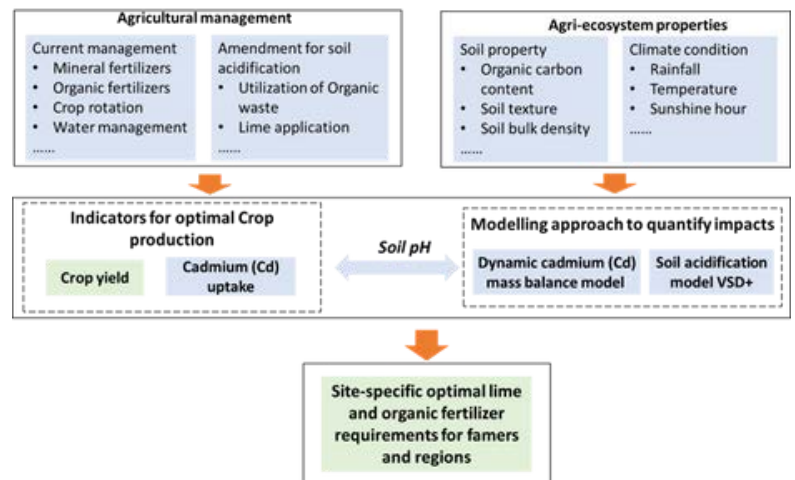 Agricultural management
Current management
• Mineral fertilizers
• Organic fertilizers
• Crop rotation
• Water management
......
Amendment for soil
acidification
• Utilization of Organic
waste
• Lime application
......
Agri-ecosystem properties
Soil property
• Organic carbon
content
• Soil texture
• Soil bulk density
......
Climate condition
• Rainfall
• Temperature
• Sunshine hour
......
Indicators for optimal Crop
production
Crop yield
Cadmium (Cd)
uptake
Soil pH
Modelling approach to quantify impacts
Dynamic cadmium (Cd)
mass balance model
Soil acidification
model VSD+
Site-specific optimal lime
and organic fertilizer
requirements for famers
and regions